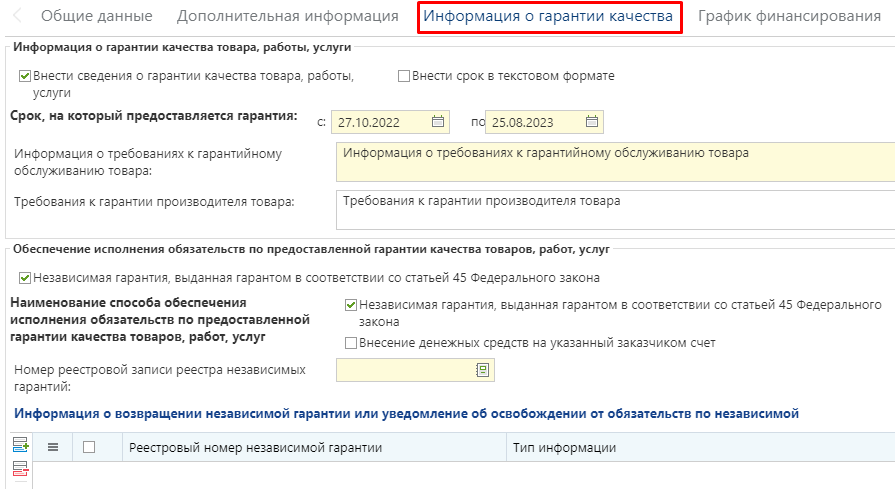 Общие данные Дополнительная информация Информация о гарантии качества График финансирования
Информация о гарантии качества товара, работы, услуги
Внести сведения о гарантии качества товара, работы, Внести срок в текстовом формате
услуги
Срок, на который предоставляется гарантия: с: 27.10.2022 по 25.08.2023
Информация о требованиях к гарантийному Информация о требованиях к гарантийному обслуживанию товара
обслуживанию товара:
Требования к гарантии производителя товара: Требования к гарантии производителя товара
Обеспечение исполнения обязательств по предоставленной гарантии качества товаров, работ, услуг
Независимая гарантия, выданная гарантом в соответствии со статьей 45 Федерального закона
Наименование способа обеспечения
исполнения обязательств по предоставленной
гарантии качества товаров, работ, услуг
Независимая гарантия, выданная гарантом в соответствии со статьей 45 Федерального
закона
Внесение денежных средств на указанный заказчиком счет
Номер реестровой записи реестра независимых
гарантий:
Информация о возвращении независимой гарантии или уведомление об освобождении от обязательств по независимой
Реестровый номер независимой гарантии Тип информации